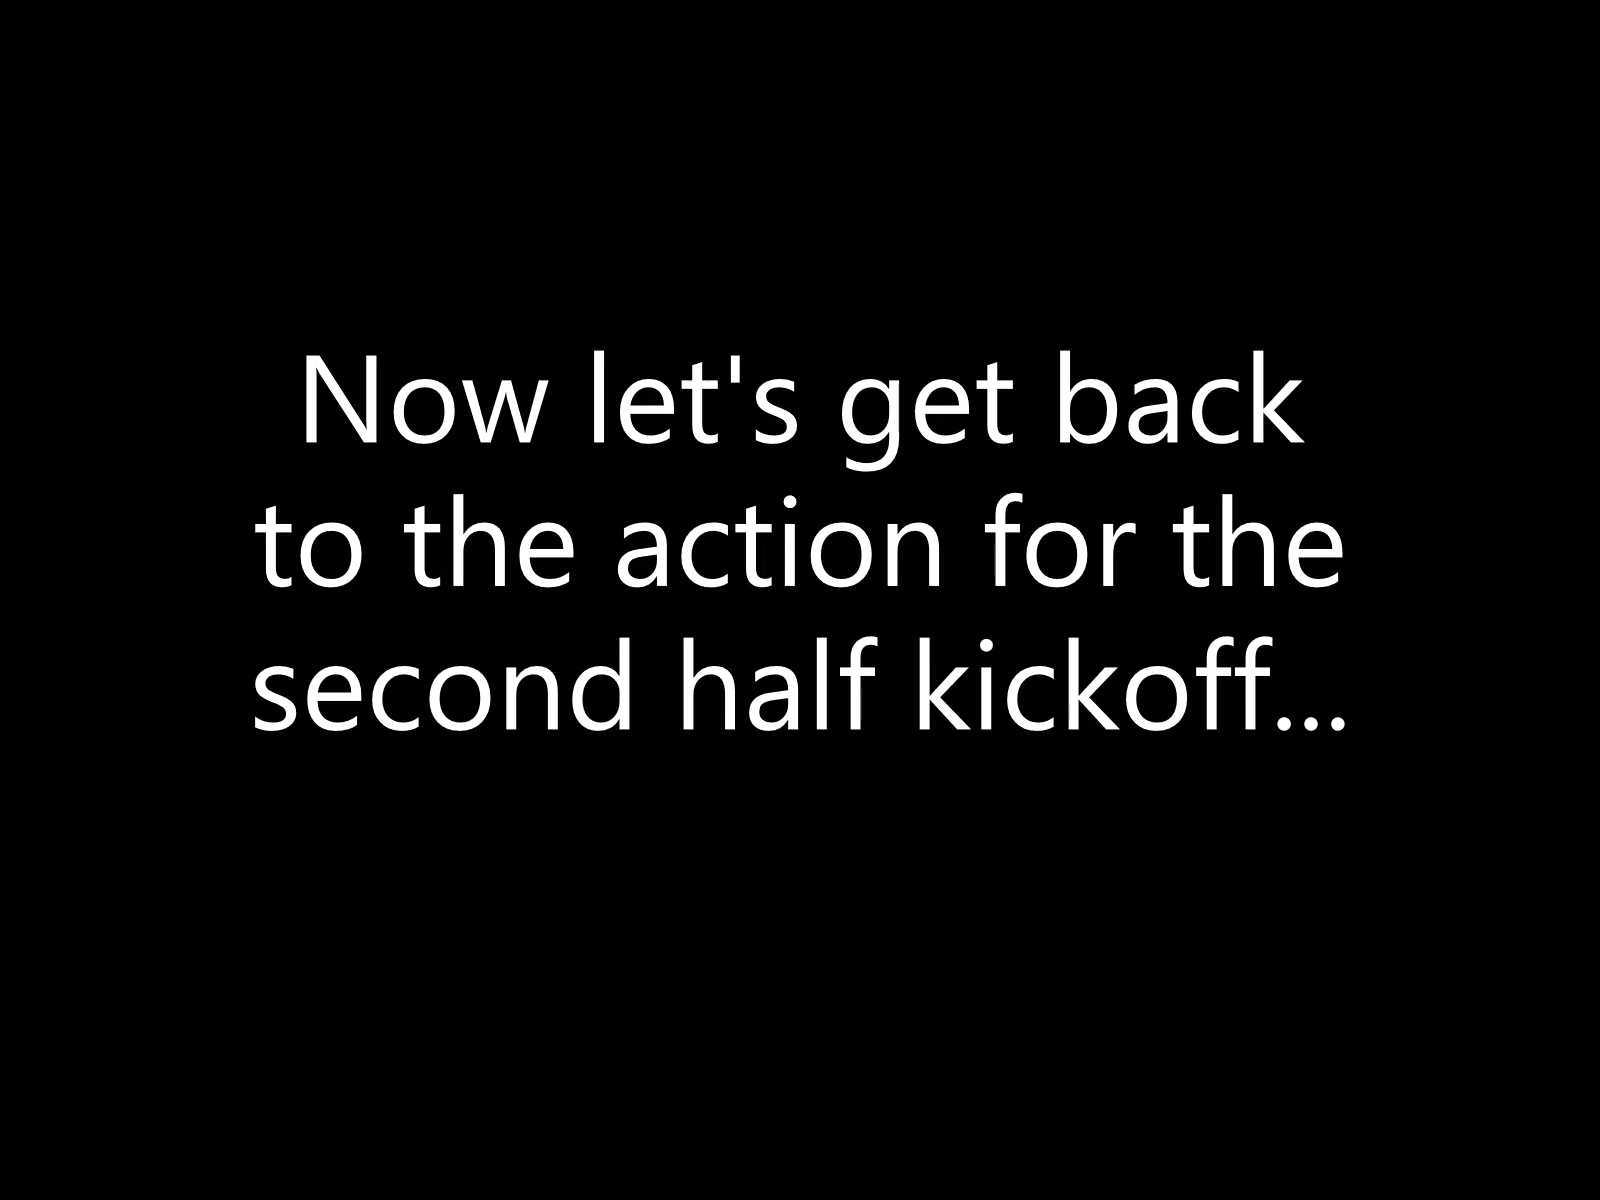 Now let's get back
to the action for the
second half kickoff...